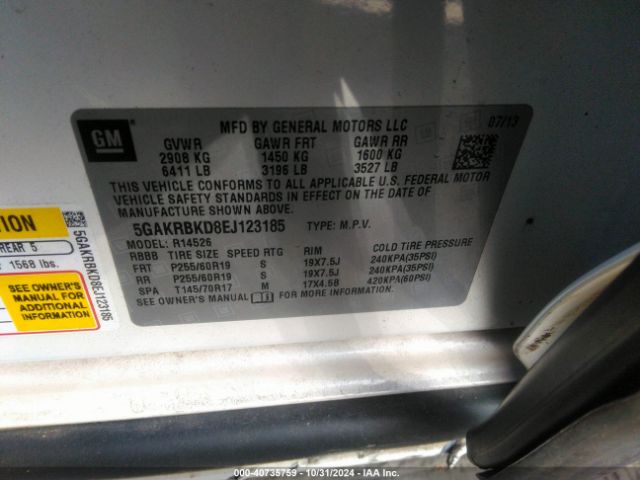 GM
MFD BY GENERAL MOTORS LLC 07/13
GVWR GAWR FRT GAWR RR
2908 KG 1450 KG 1600 KG
6411 LB 3196 LB 3527 LB
THIS VEHICLE CONFORMS TO ALL APPLICABLE U.S. FEDERAL MOTOR
VEHICLE SAFETY STANDARDS IN EFFECT ON THE DATE OF
MANUFACTURE SHOWN ABOVE.
5GAKRBKD8EJ123185 TYPE: M.P.V.
MODEL: R14526
RBBB TIRE SIZE SPEED RTG RIM COLD TIRE PRESSURE
FRT P255/60R19 S 19X7.5J 240KPA(35PSI)
RR P255/60R19 S 19X7.5J 240KPA(35PSI)
SPA T145/70R17 M 17X4.5B 420KPA(60PSI)
SEE OWNER'S MANUAL FOR MORE INFORMATION
TION
REAR 5
1568 lbs.
SEE OWNER'S
MANUAL FOR
ADDITIONAL
INFORMATION
5GAKRBKD8EJ123185
000-40735759 - 10/31/2024 - IAA Inc.